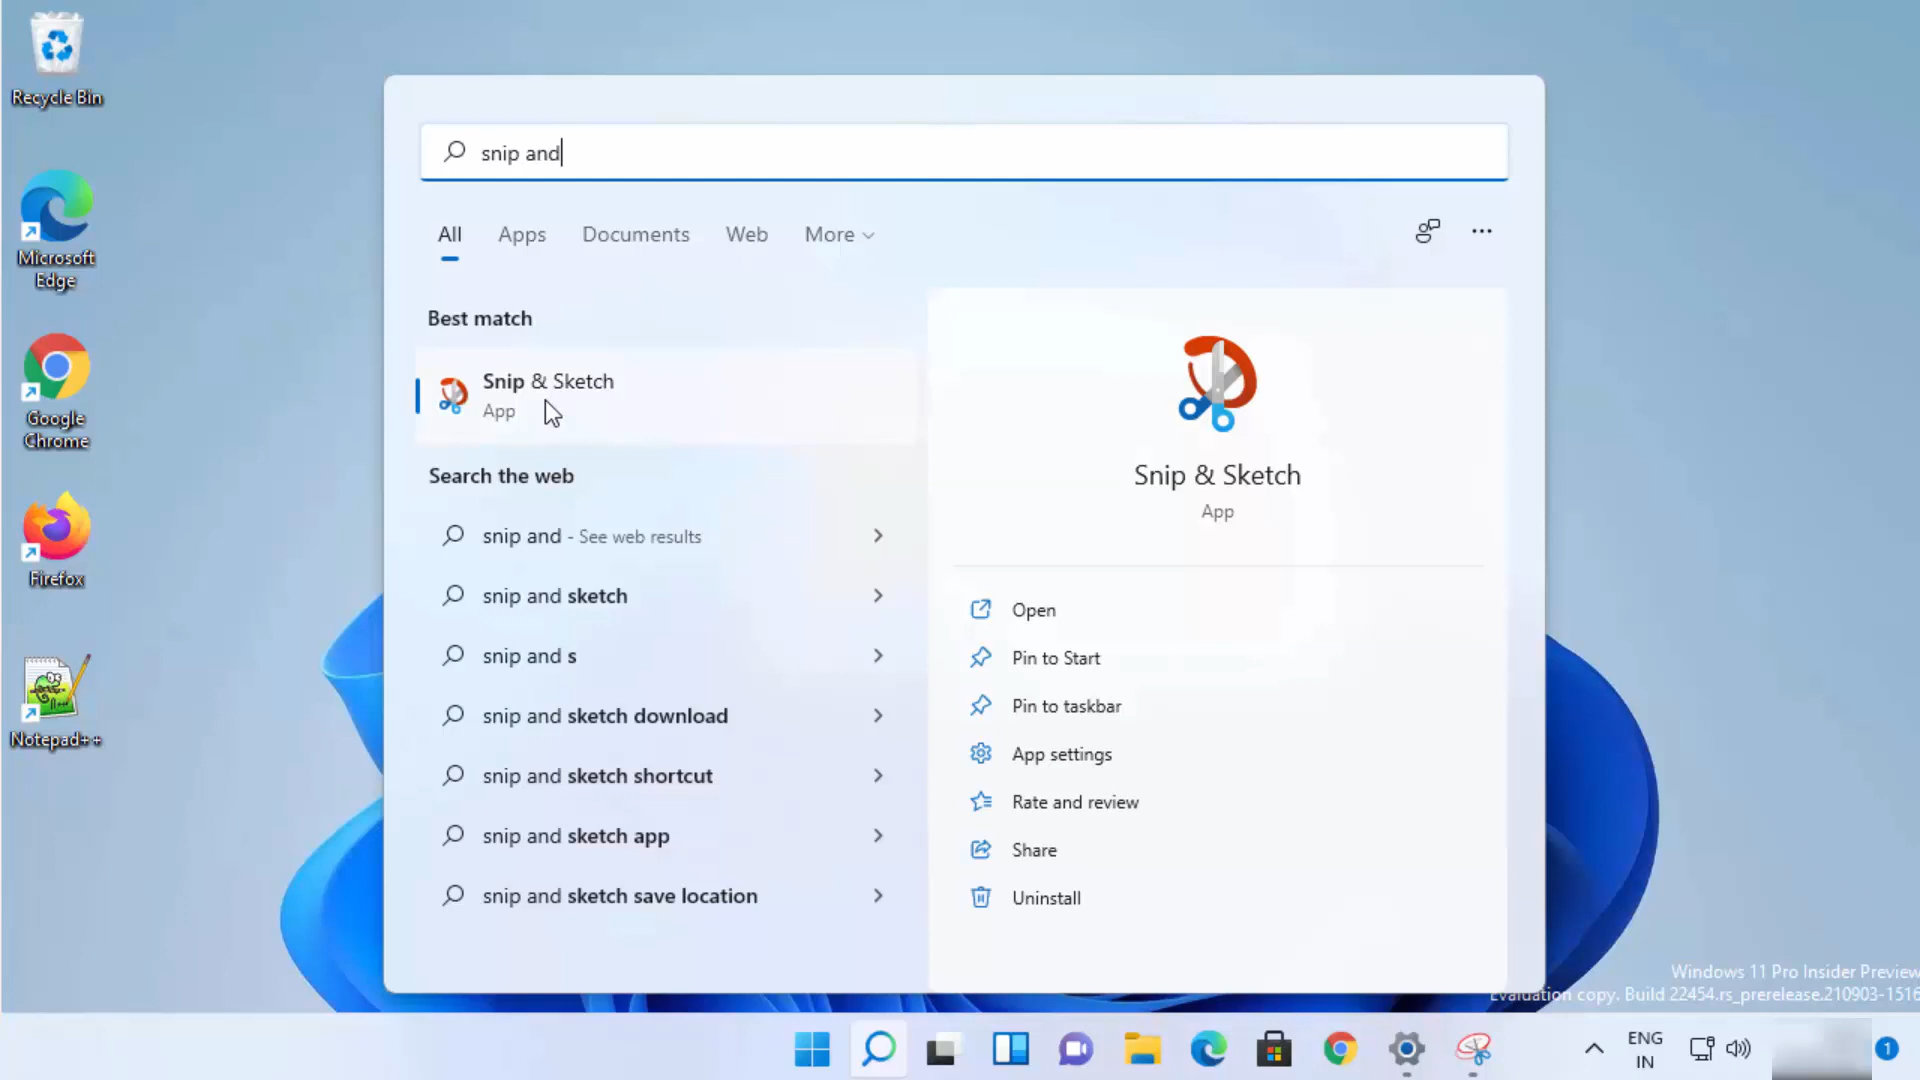 Recycle Bin
Microsoft
Edge
Google
Chrome
Firefox
Notepad++
snip and
All
Apps
Documents
Web
More
Best match
Snip & Sketch
App
Search the web
snip and - See web results
snip and sketch
snip and s
snip and sketch download
snip and sketch shortcut
snip and sketch app
snip and sketch save location
Snip & Sketch
App
Open
Pin to Start
Pin to taskbar
App settings
Rate and review
Share
Uninstall
Windows 11 Pro Insider Preview
Evaluation copy. Build 22454.rs_prerelease.210903-1516
ENG
IN
1